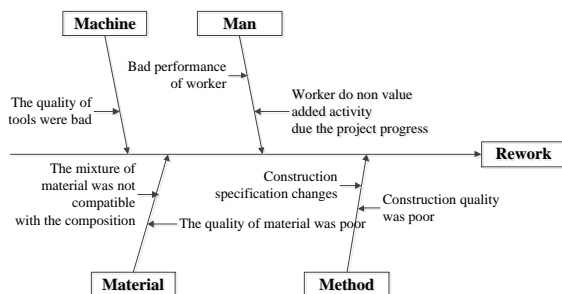 Machine
Man
Bad performance
of worker
The quality of
tools were bad
Worker do non value
added activity
due the project progress
Rework
The mixture of
material was not
compatible
with the composition
The quality of material was poor
Construction
specification changes
Construction quality
was poor
Material
Method